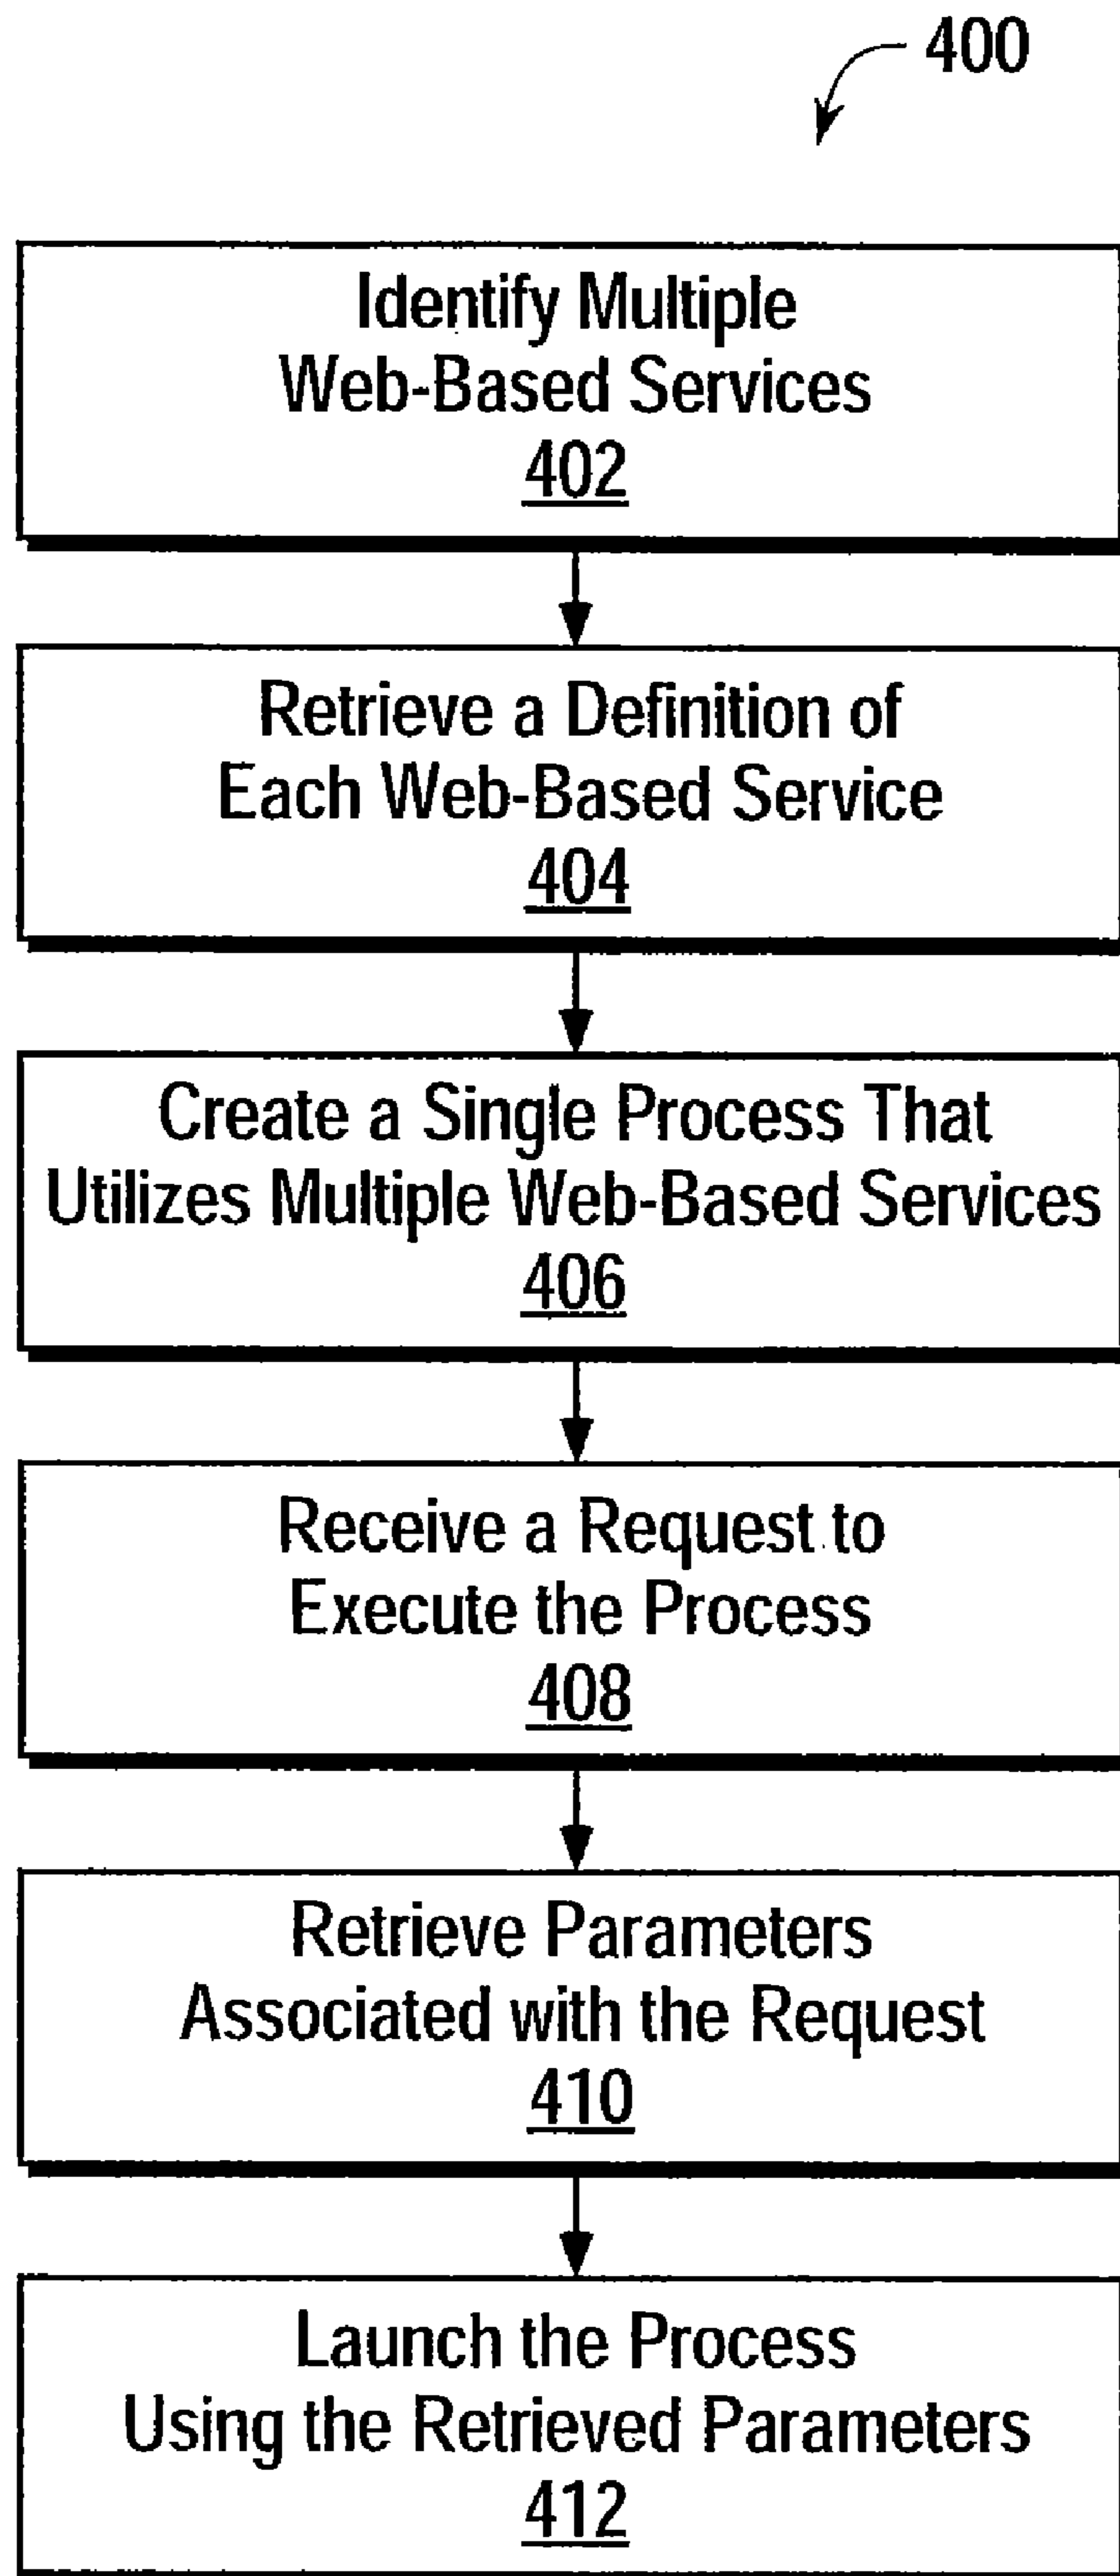 400
Identify Multiple
Web-Based Services
402
Retrieve a Definition of
Each Web-Based Service
404
Create a Single Process That
Utilizes Multiple Web-Based Services
406
Receive a Request to
Execute the Process
408
Retrieve Parameters
Associated with the Request
410
Launch the Process
Using the Retrieved Parameters
412